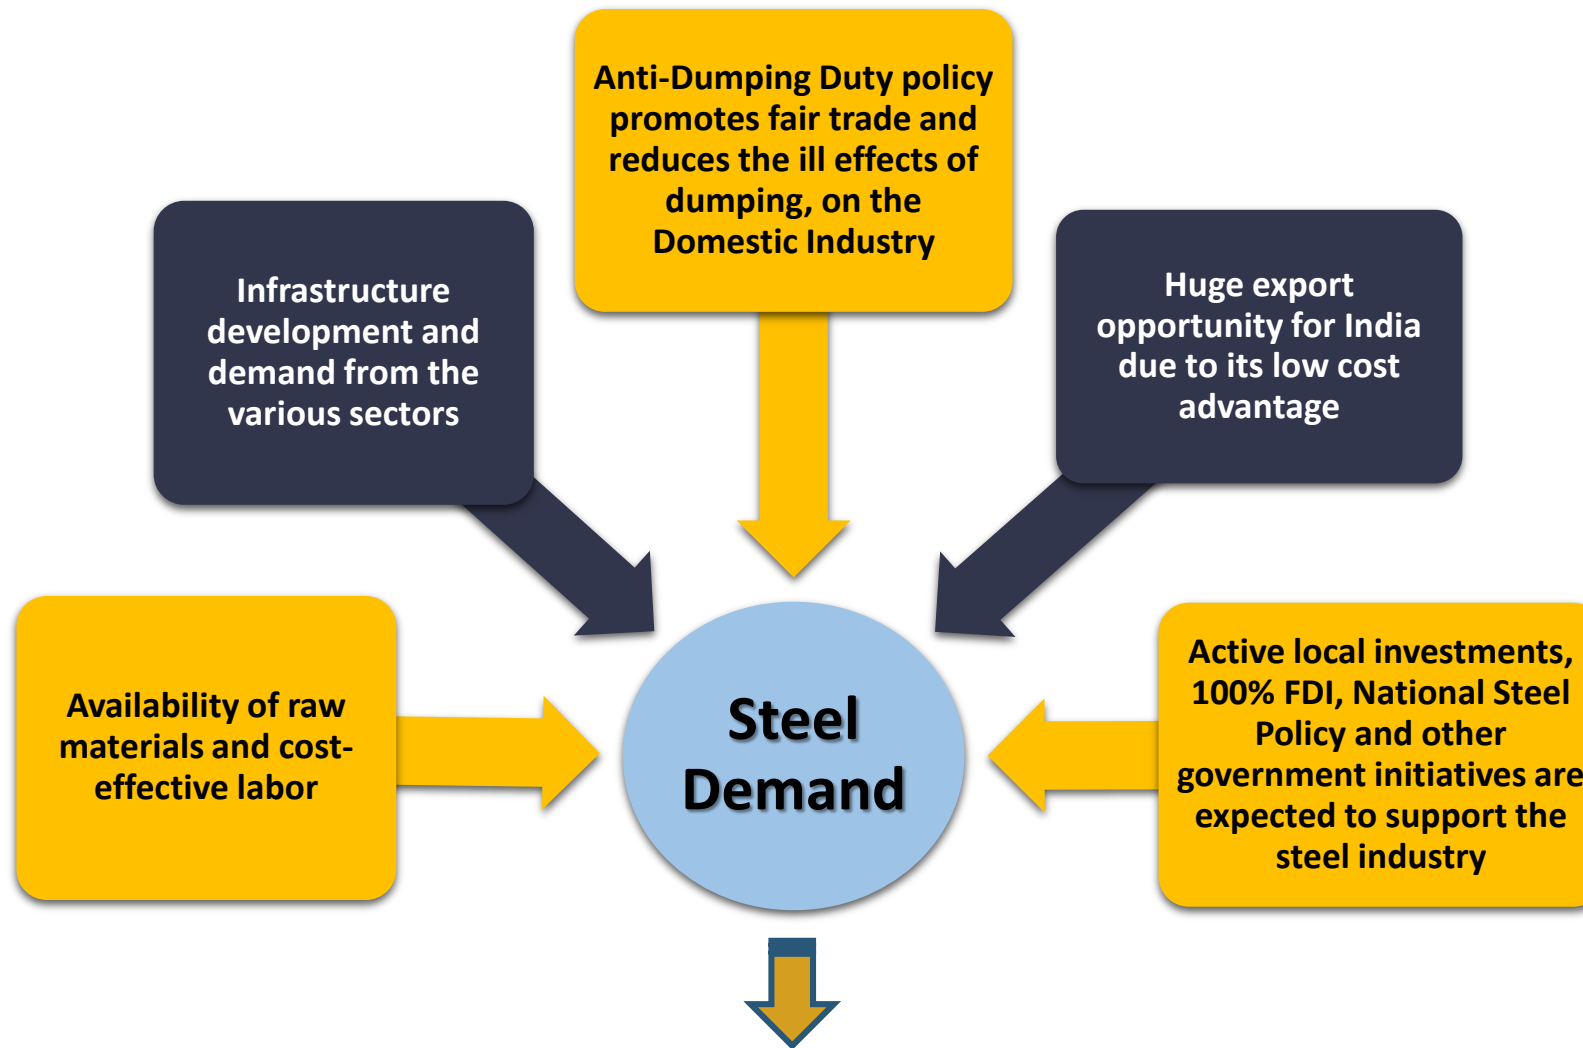 Anti-Dumping Duty policy
promotes fair trade and
reduces the ill effects of
dumping, on the
Domestic Industry
Infrastructure
development and
demand from the
various sectors
Huge export
opportunity for India
due to its low cost
advantage
Availability of raw
materials and cost-
effective labor
Steel
Demand
Active local investments,
100% FDI, National Steel
Policy and other
government initiatives are
expected to support the
steel industry